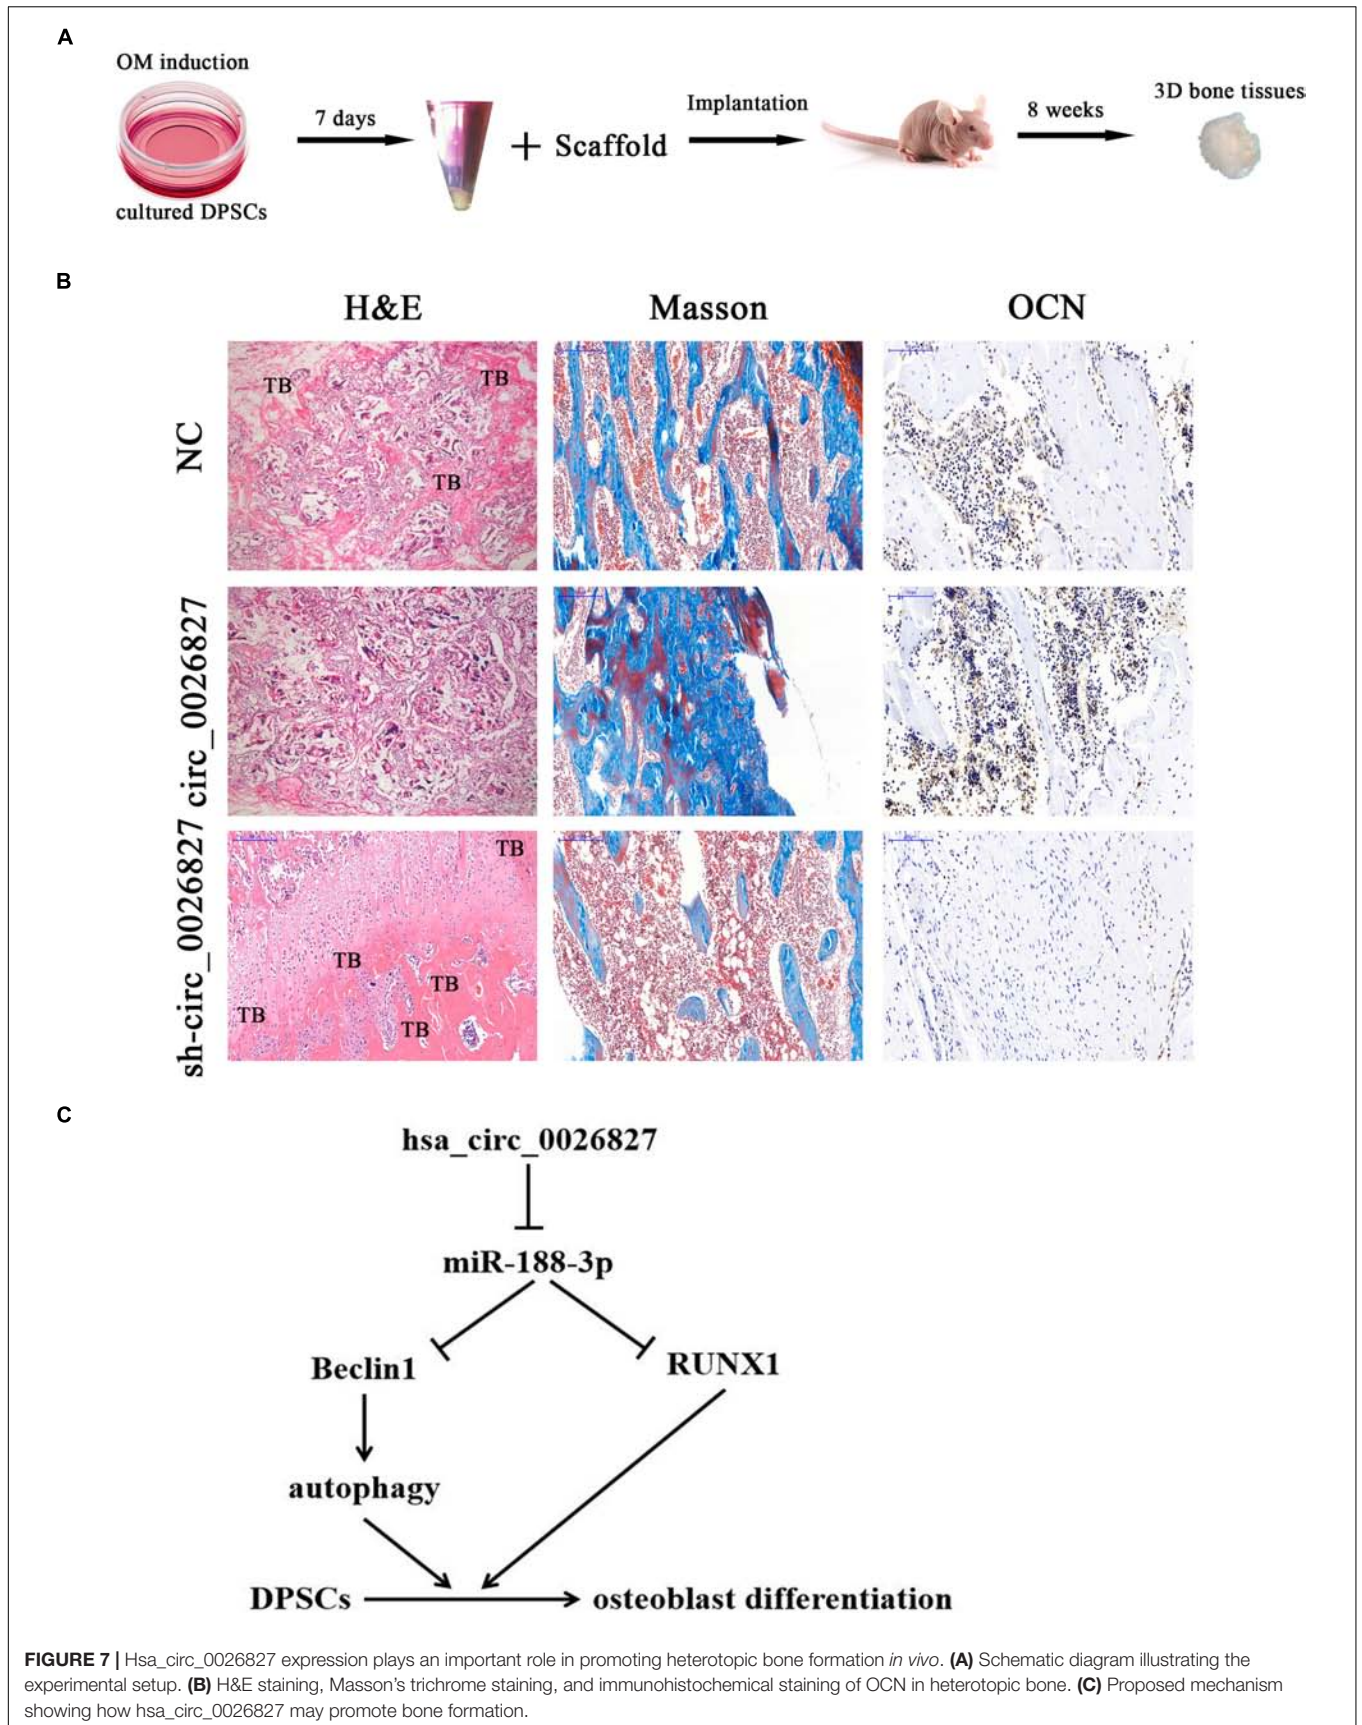 A
OM induction
cultured DPSCs
7 days
+ Scaffold
Implantation
8 weeks
3D bone tissues
B
H&E
Masson
OCN
NC
TB
TB
TB
circ_0026827
sh-circ_0026827
TB
TB
TB
TB
TB
C
hsa_circ_0026827
miR-188-3p
Beclin1
RUNX1
autophagy
DPSCs
osteoblast differentiation
FIGURE 7 | Hsa_circ_0026827 expression plays an important role in promoting heterotopic bone formation in vivo. (A) Schematic diagram illustrating the
experimental setup. (B) H&E staining, Masson's trichrome staining, and immunohistochemical staining of OCN in heterotopic bone. (C) Proposed mechanism
showing how hsa_circ_0026827 may promote bone formation.